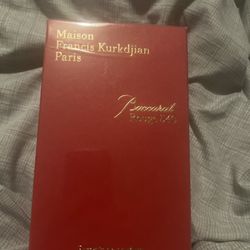 Maison
Francis Kurkdjian
Paris
Baccarat
Rouge 540